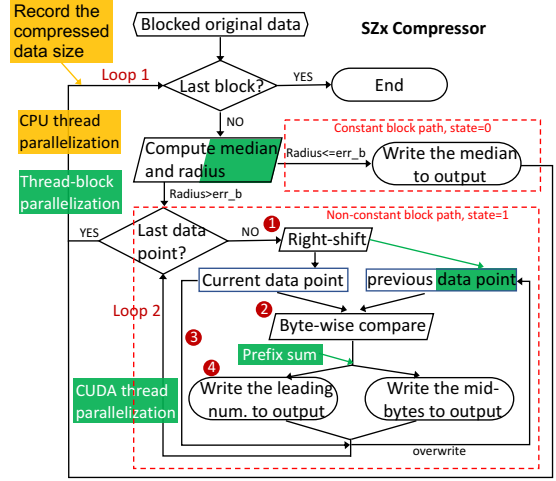 Record the
compressed
data size
Blocked original data
SZx Compressor
Loop 1
Last block?
YES
End
NO
CPU thread
parallelization
Constant block path, state=0
Compute median
and radius
Radius<=err_b
Write the median
to output
Thread-block
parallelization
Radius>err_b
Non-constant block path, state=1
YES
Last data
point?
NO
1
Right-shift
Current data point
previous data point
Loop 2
2
Byte-wise compare
3
Prefix sum
4
CUDA thread
parallelization
Write the leading
num. to output
Write the mid-
bytes to output
overwrite